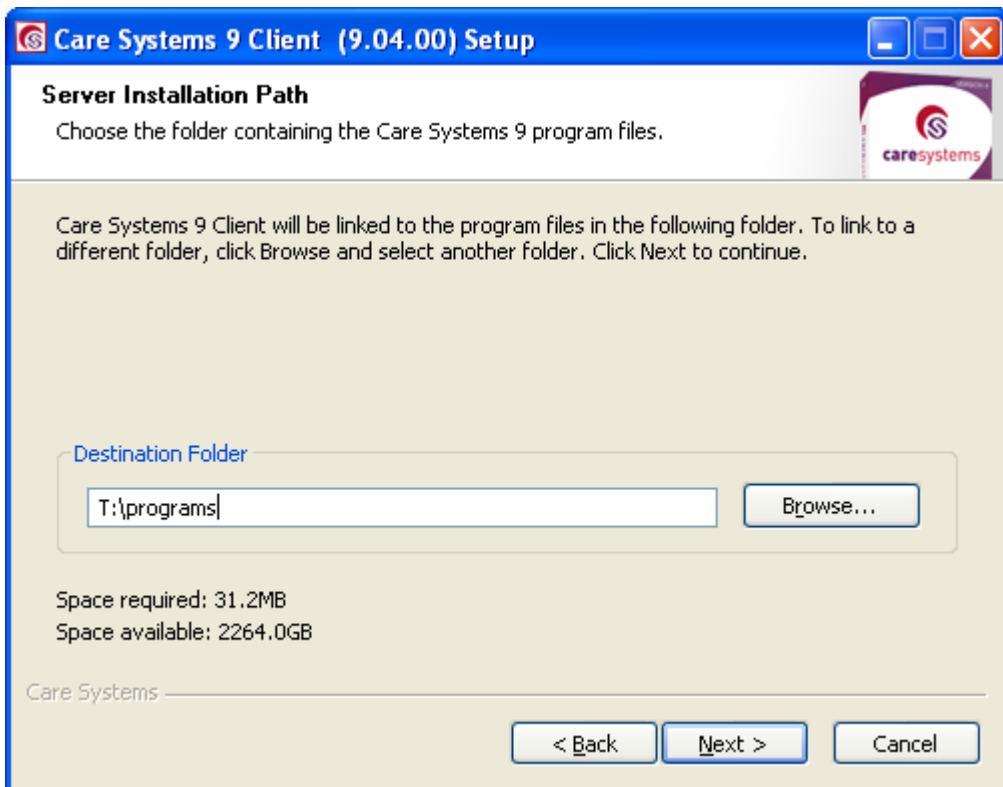 Care Systems 9 Client  (9.04.00) Setup
Server Installation Path
Choose the folder containing the Care Systems 9 program files.
caresystems
Care Systems 9 Client will be linked to the program files in the following folder. To link to a
different folder, click Browse and select another folder. Click Next to continue.
Destination Folder
T:\programs
Browse...
Space required: 31.2MB
Space available: 2264.0GB
Care Systems
< Back
Next >
Cancel